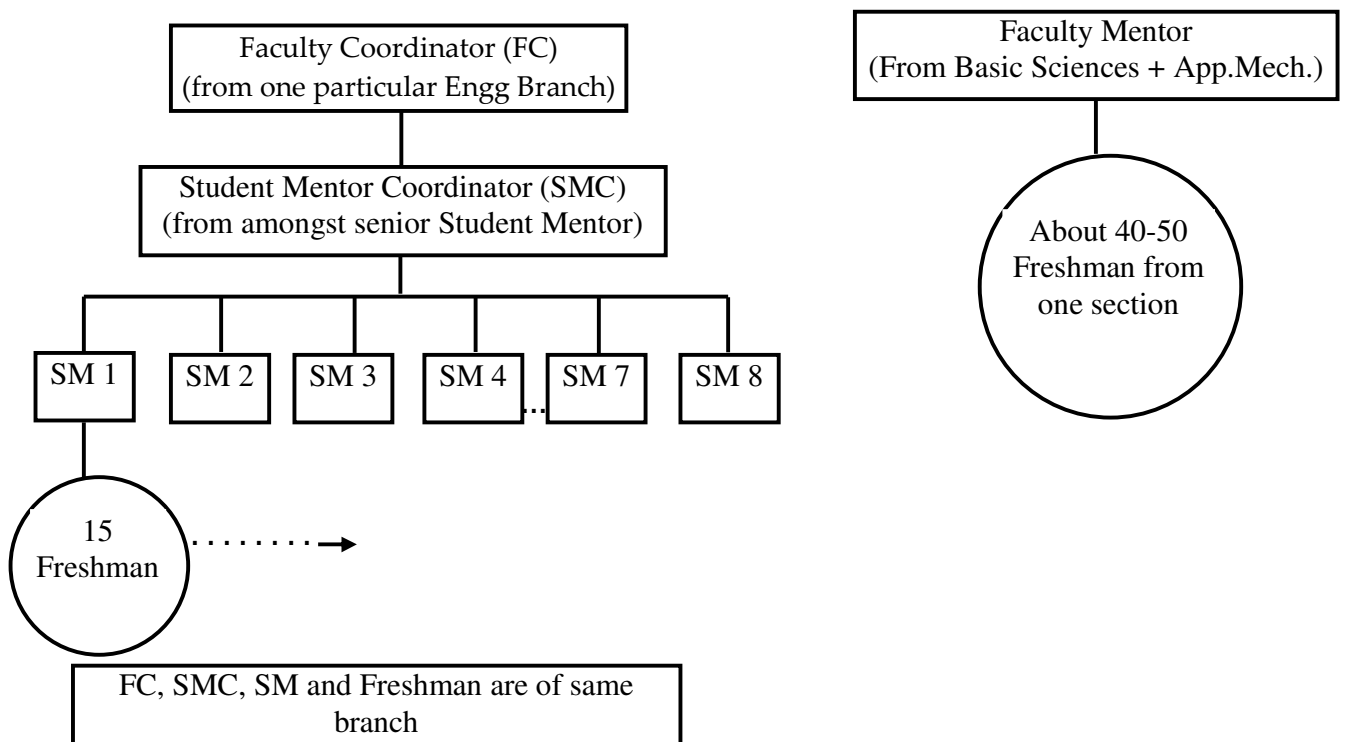 Faculty Coordinator (FC)
(from one particular Engg Branch)
Student Mentor Coordinator (SMC)
(from amongst senior Student Mentor)
SM 1
SM 2
SM 3
SM 4
...
SM 7
SM 8
15
Freshman
FC, SMC, SM and Freshman are of same
branch
Faculty Mentor
(From Basic Sciences + App.Mech.)
About 40-50
Freshman from
one section